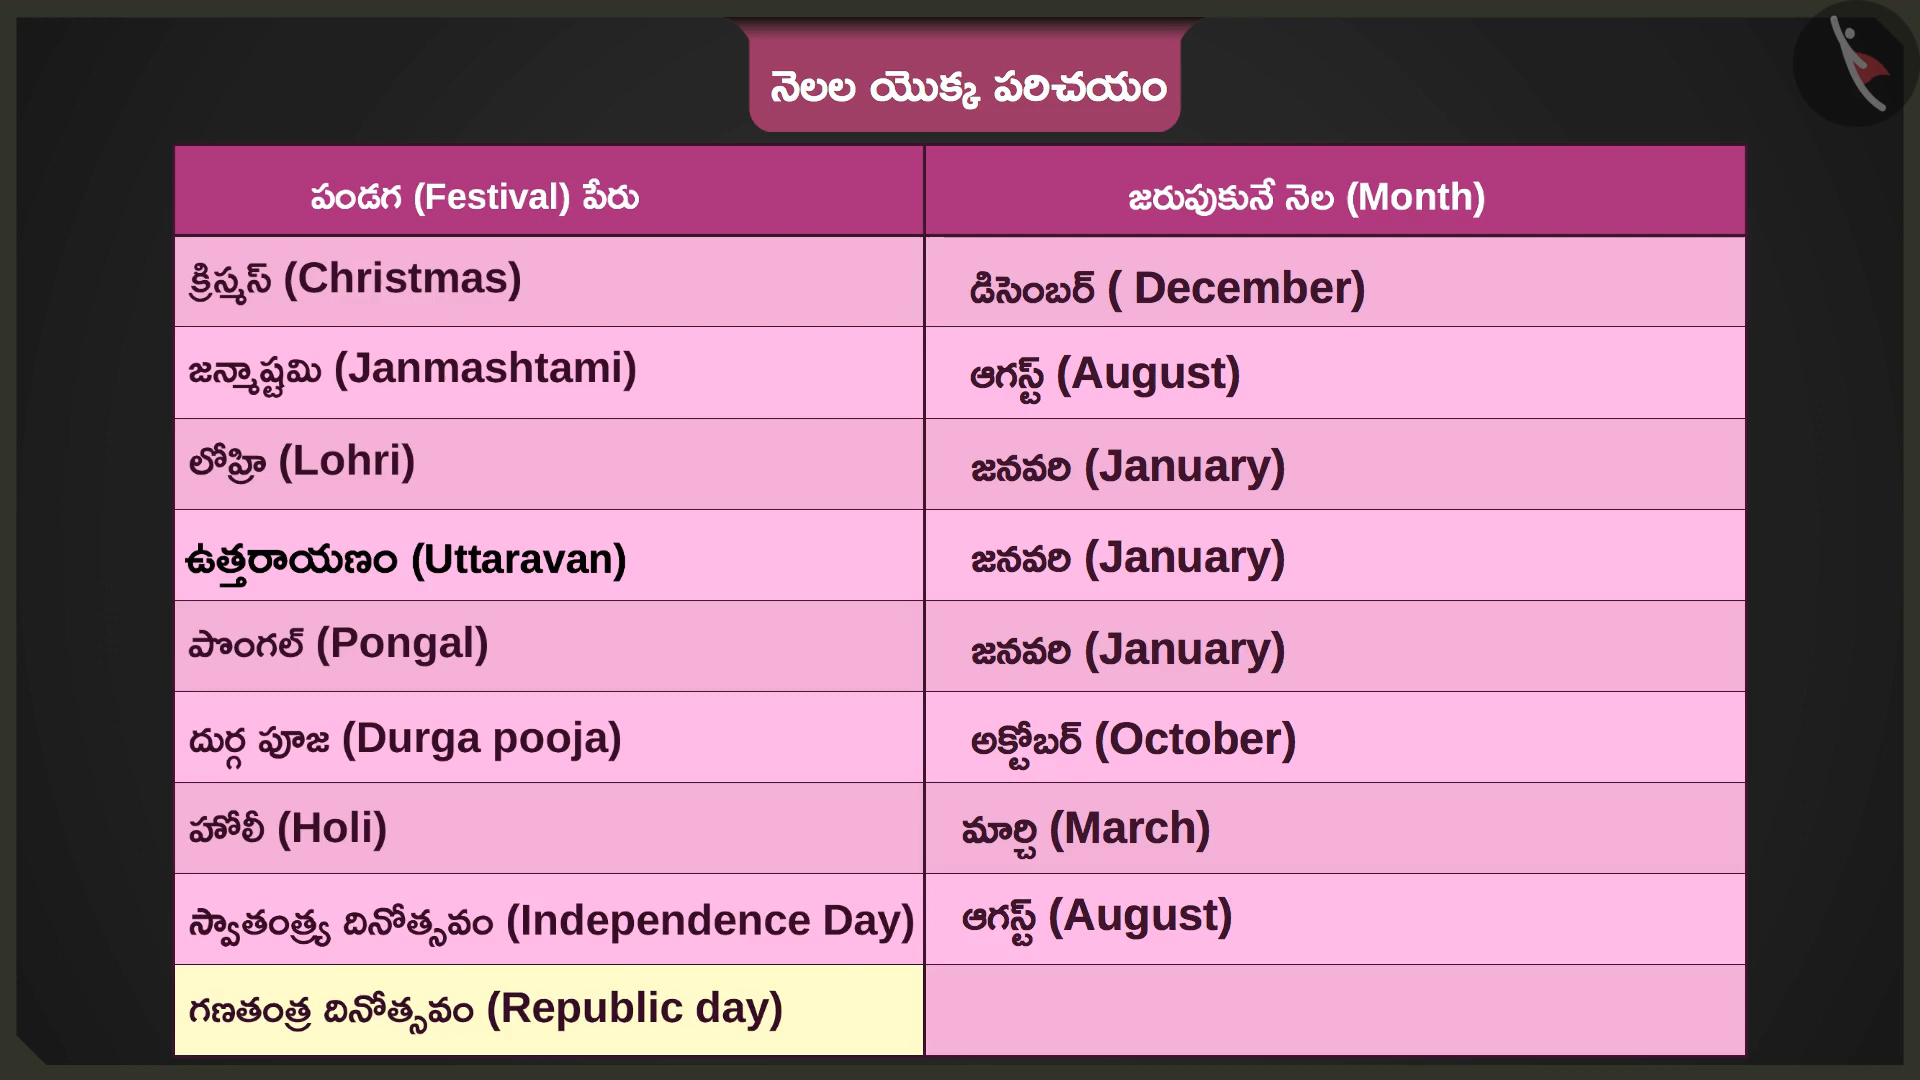 నెలల యొక్క పరిచయం
పండగ (Festival) పేరు
జరుపుకునే నెల (Month)
క్రిస్మస్ (Christmas)
డిసెంబర్ ( December)
జన్మాష్టమి (Janmashtami)
ఆగస్ట్ (August)
లోహ్రి (Lohri)
జనవరి (January)
ఉత్తరాయణం (Uttaravan)
జనవరి (January)
పొంగల్ (Pongal)
జనవరి (January)
దుర్గ పూజ (Durga pooja)
అక్టోబర్ (October)
హోలీ (Holi)
మార్చి (March)
స్వాతంత్ర్య దినోత్సవం (Independence Day)
ఆగస్ట్ (August)
గణతంత్ర దినోత్సవం (Republic day)